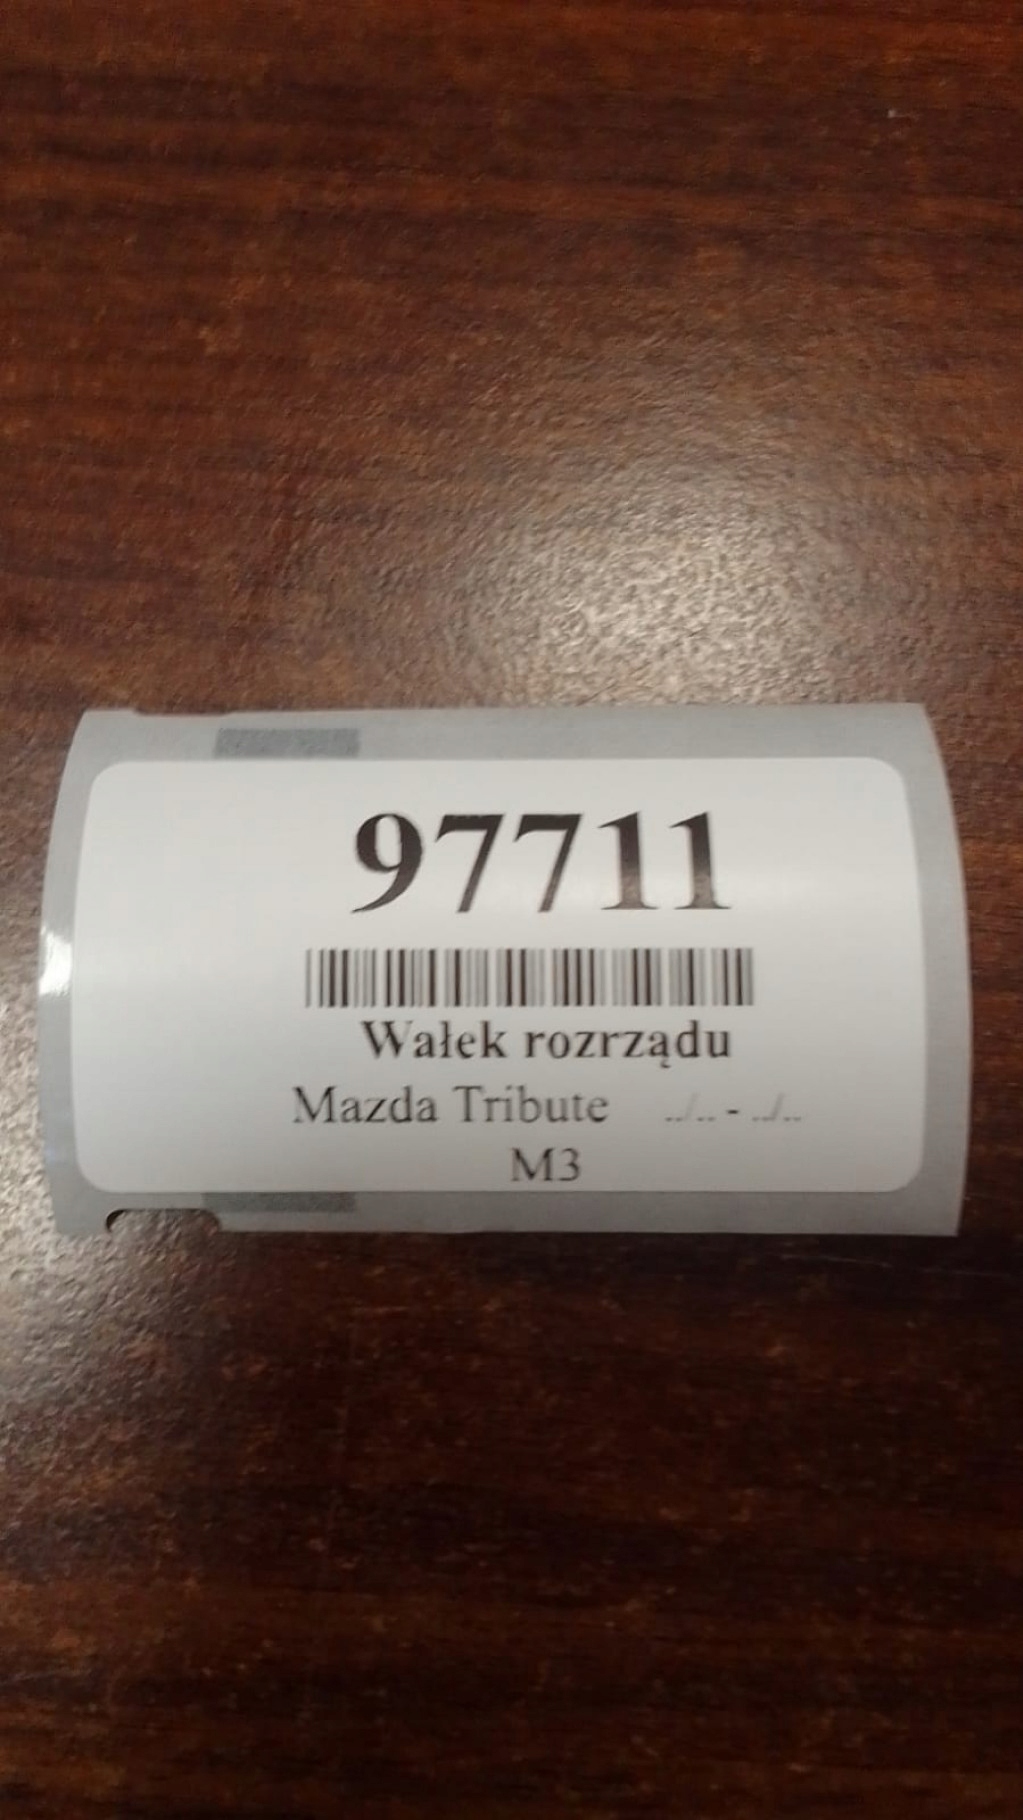 97711
Wałek rozrządu
Mazda Tribute ../.. - ../..
M3